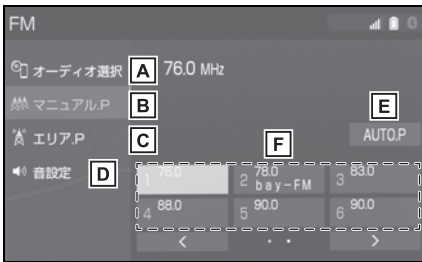 FM
オーディオ選択 A 76.0 MHz
マニュアル.P B
E
エリア.P C
AUTO.P
F
音設定 D
1 76.0
2 78.0 bay-FM
3 83.0
4 88.0
5 90.0
6 90.0
< >